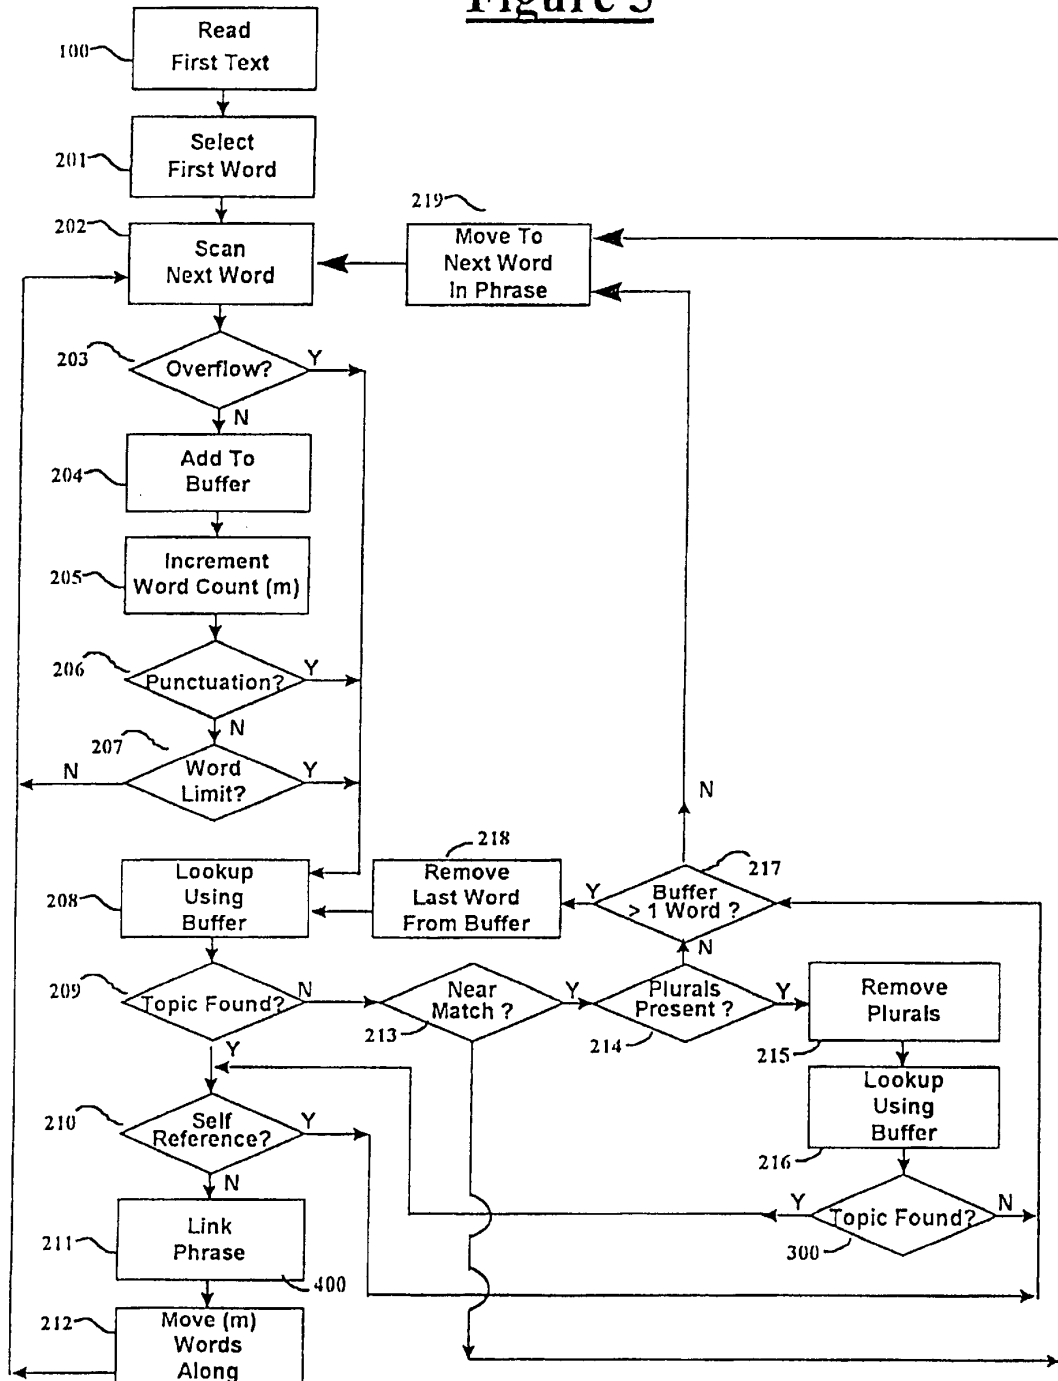 Figure 5
Read
First Text
100
Select
First Word
201
202
Scan
Next Word
219
Move To
Next Word
In Phrase
203
Overflow?
Y
N
204
Add To
Buffer
205
Increment
Word Count (m)
206
Punctuation?
Y
N
207
Word
Limit?
N
Y
208
Lookup
Using
Buffer
218
Remove
Last Word
From Buffer
Y
Buffer
> 1 Word ?
217
N
N
209
Topic Found?
N
Near
Match ?
213
Y
Plurals
Present ?
214
Y
Remove
Plurals
215
Y
Lookup
Using
Buffer
216
210
Self
Reference?
Y
N
Y
Topic Found?
N
300
211
Link
Phrase
400
212
Move (m)
Words
Along